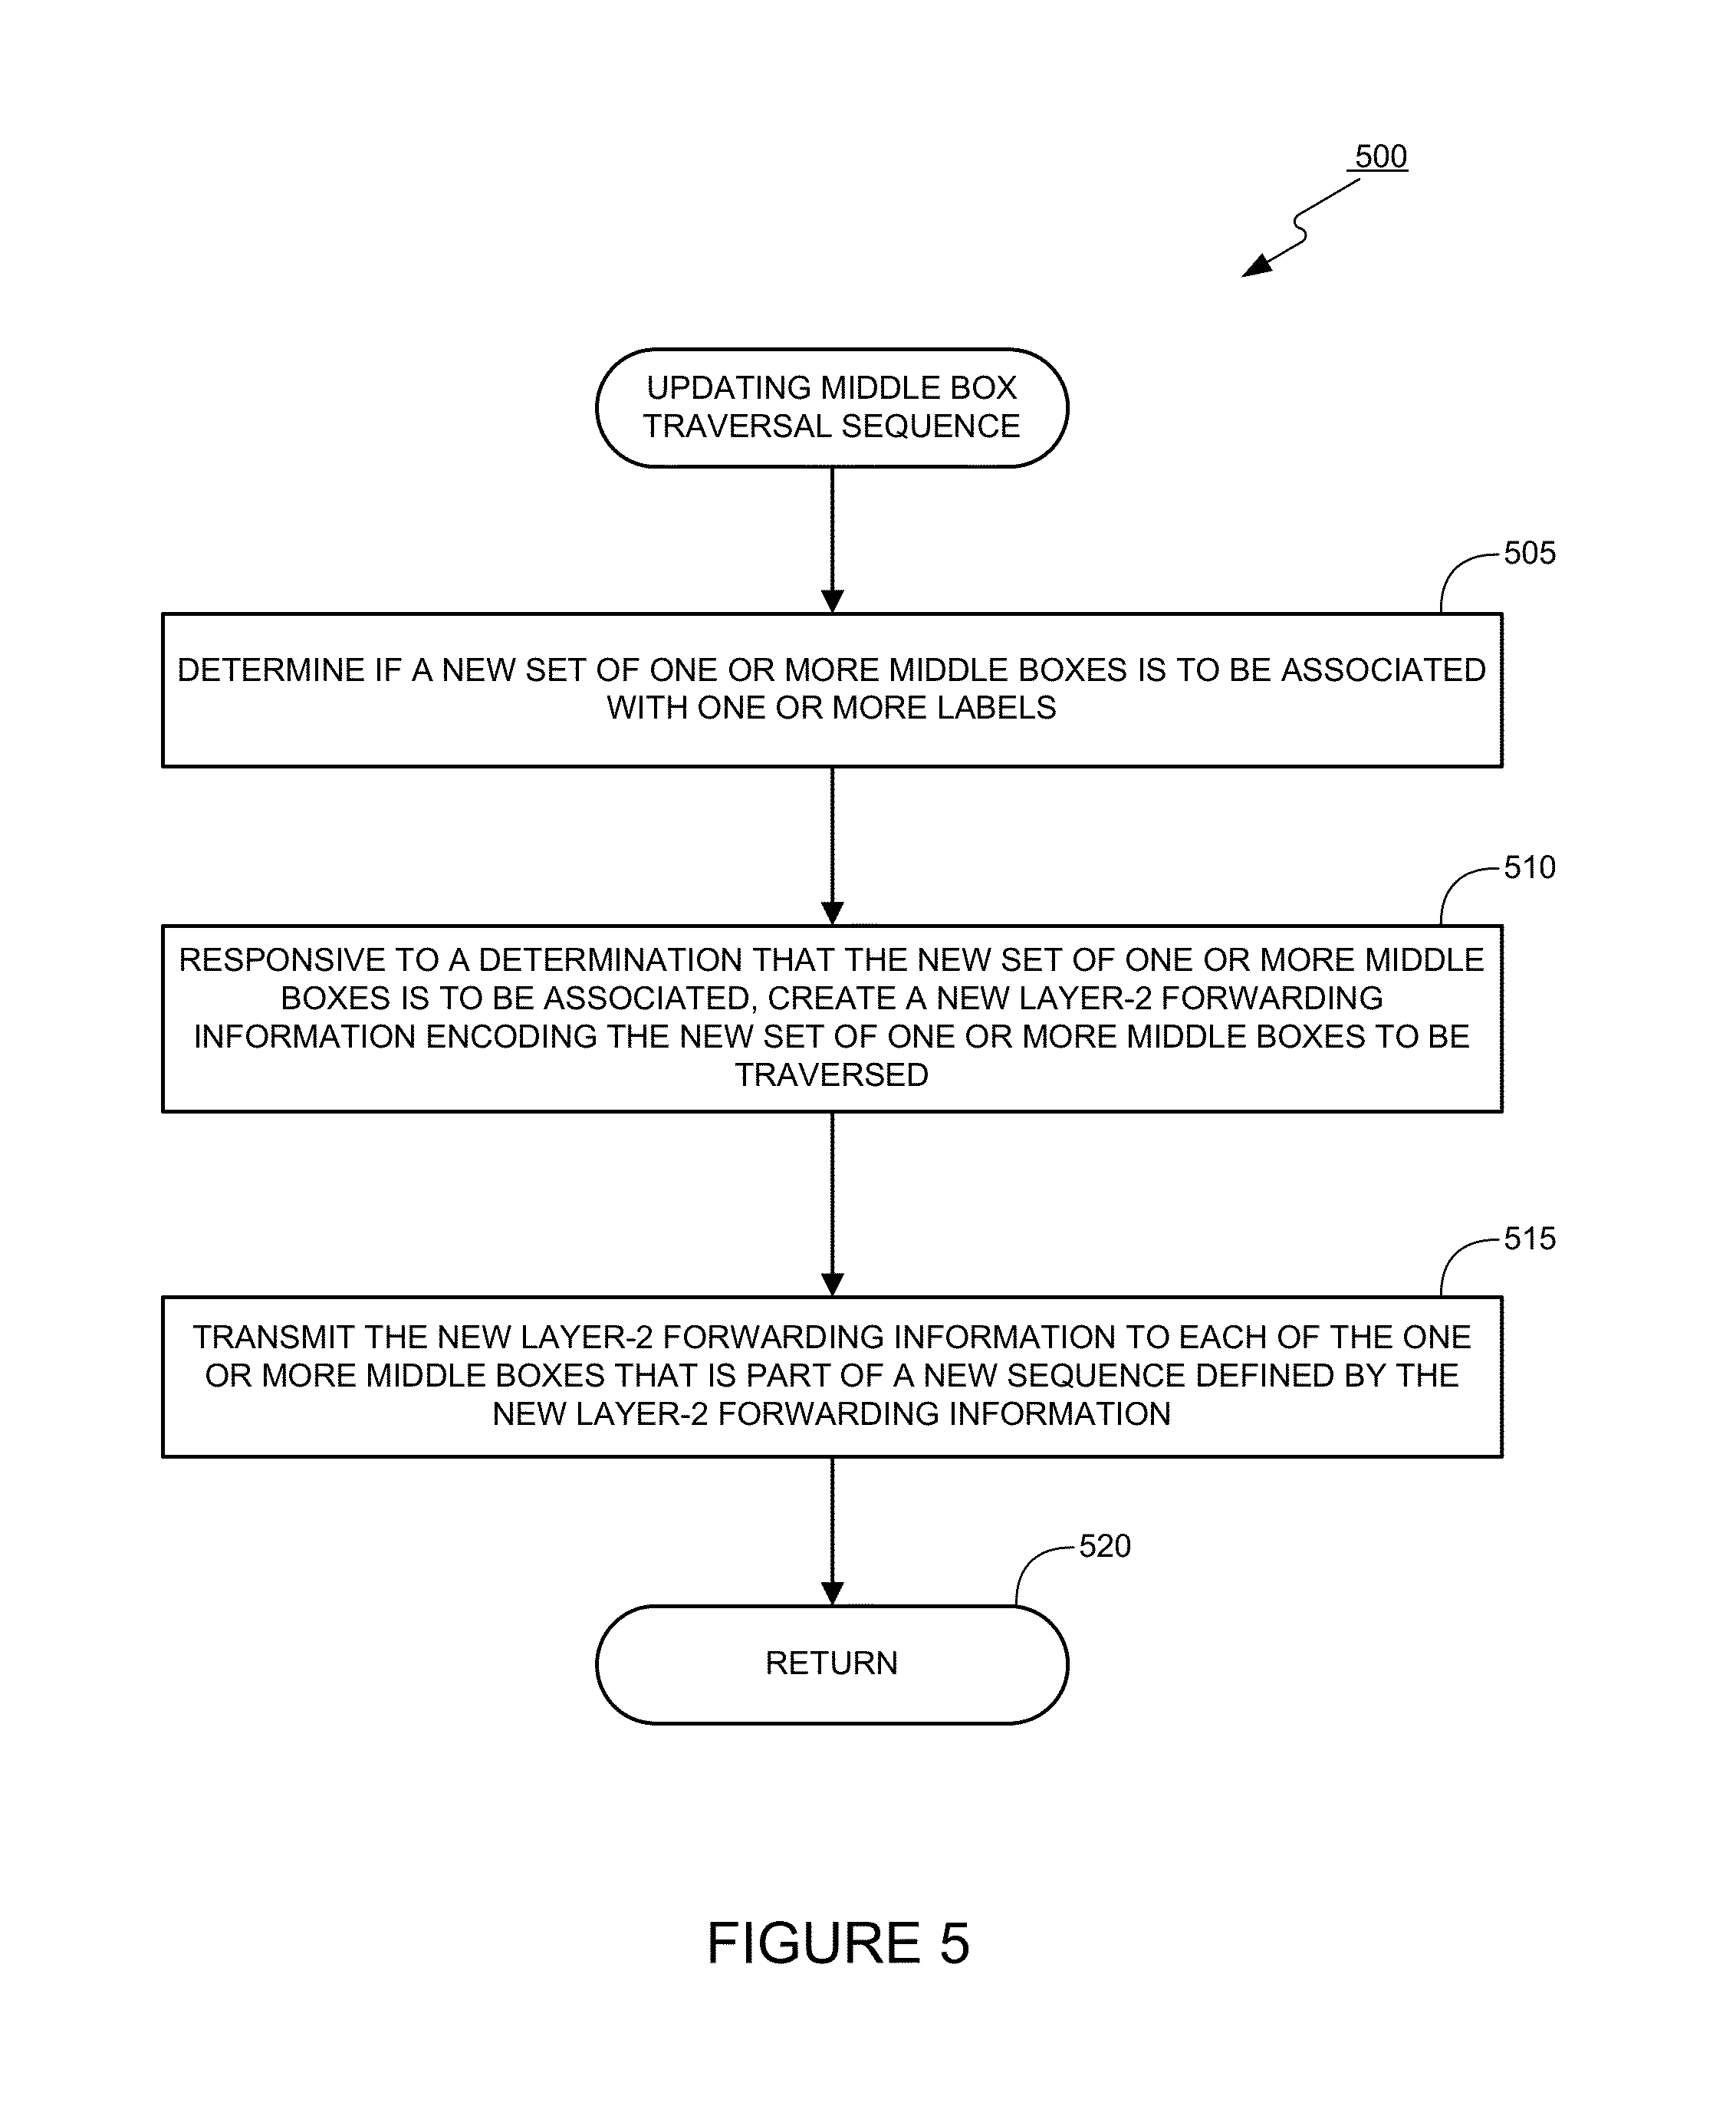 500
UPDATING MIDDLE BOX
TRAVERSAL SEQUENCE
505
DETERMINE IF A NEW SET OF ONE OR MORE MIDDLE BOXES IS TO BE ASSOCIATED
WITH ONE OR MORE LABELS
510
RESPONSIVE TO A DETERMINATION THAT THE NEW SET OF ONE OR MORE MIDDLE
BOXES IS TO BE ASSOCIATED, CREATE A NEW LAYER-2 FORWARDING
INFORMATION ENCODING THE NEW SET OF ONE OR MORE MIDDLE BOXES TO BE
TRAVERSED
515
TRANSMIT THE NEW LAYER-2 FORWARDING INFORMATION TO EACH OF THE ONE
OR MORE MIDDLE BOXES THAT IS PART OF A NEW SEQUENCE DEFINED BY THE
NEW LAYER-2 FORWARDING INFORMATION
520
RETURN
FIGURE 5